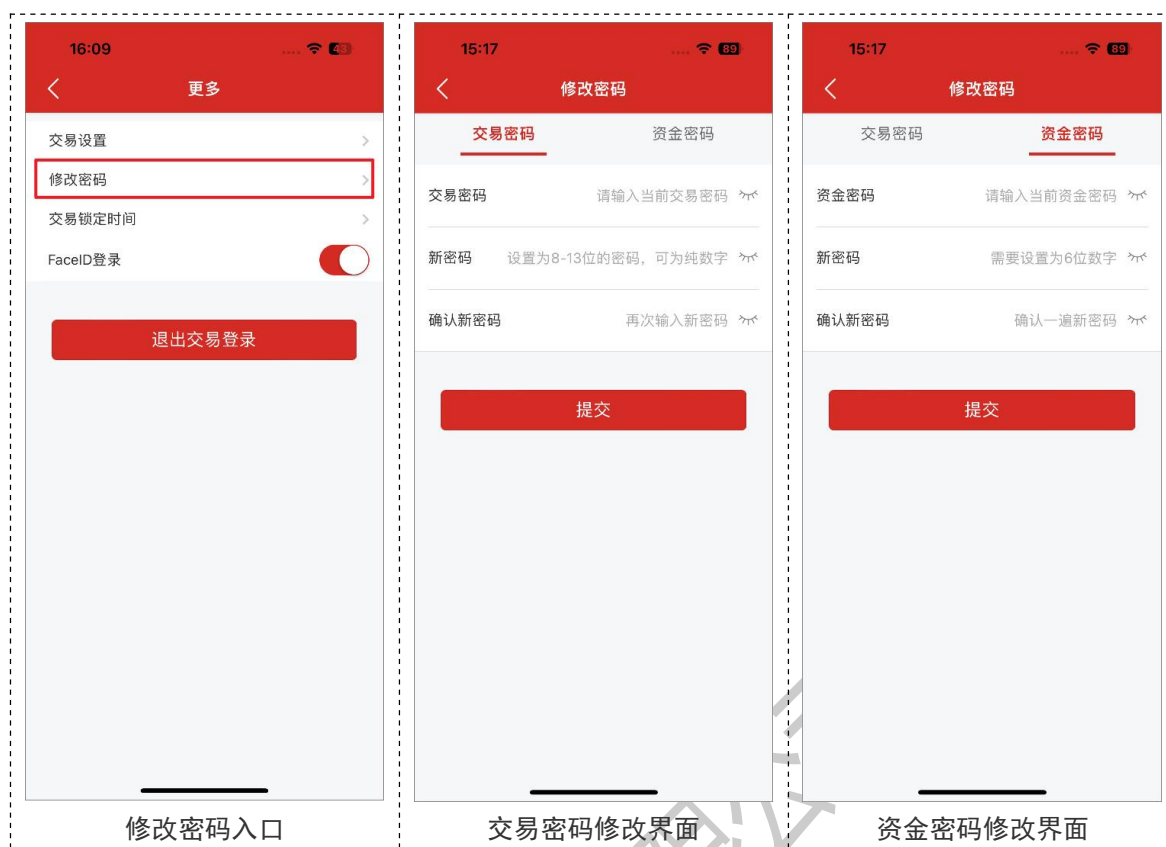 16:09
43
更多
交易设置
修改密码
交易锁定时间
FaceID登录
退出交易登录
修改密码入口
15:17
89
修改密码
交易密码 资金密码
交易密码 请输入当前交易密码
新密码 设置为8-13位的密码，可为纯数字
确认新密码 再次输入新密码
提交
交易密码修改界面
15:17
89
修改密码
交易密码 资金密码
资金密码 请输入当前资金密码
新密码 需要设置为6位数字
确认新密码 确认一遍新密码
提交
资金密码修改界面